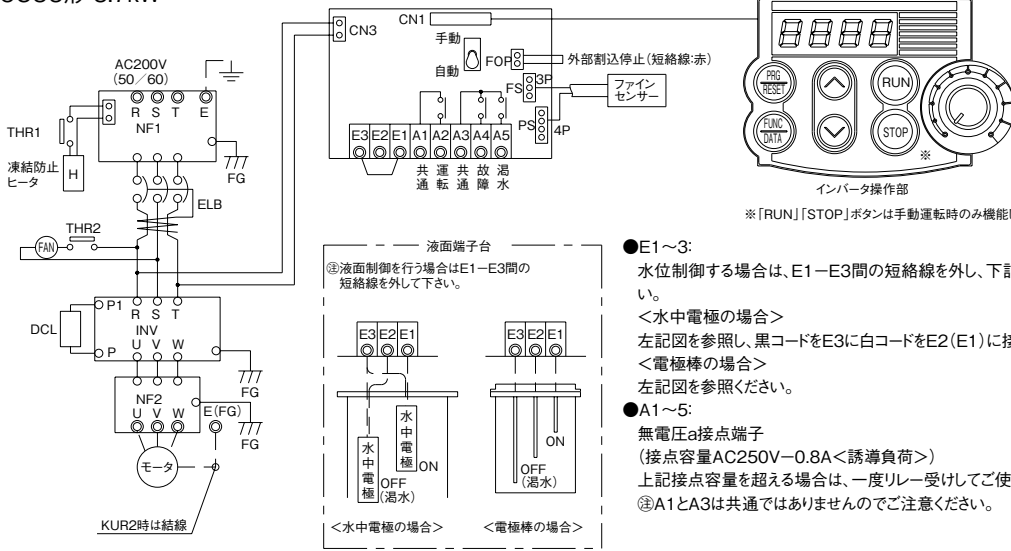 CN1
CN3
手動
自動
FOP
外部割込停止(短絡線:赤)
FS
3P
ファイン
センサー
PS
4P
E3 E2 E1 A1 A2 A3 A4 A5
共通
運転
共通
故障
渇水
PRG
RESET
RUN
FUNC
DATA
STOP
※
インバータ操作部
※「RUN」「STOP」ボタンは手動運転時のみ機能
AC200V
(50/60)
R S T E
NF1
THR1
凍結防止
ヒータ
H
FG
ELB
THR2
FAN
P1
R S T
DCL
INV
P
U V W
FG
NF2
U V W
E(FG)
FG
モータ
KUR2時は結線
液面端子台
㊟液面制御を行う場合はE1-E3間の
短絡線を外して下さい。
E3 E2 E1
水中電極
水中電極
ON
OFF
(渇水)
<水中電極の場合>
E3 E2 E1
ON
OFF
(渇水)
<電極棒の場合>
●E1~3:
水位制御する場合は、E1-E3間の短絡線を外し、下
い。
<水中電極の場合>
左記図を参照し、黒コードをE3に白コードをE2(E1)に
<電極棒の場合>
左記図を参照ください。
●A1~5:
無電圧a接点端子
(接点容量AC250V-0.8A<誘導負荷>)
上記接点容量を超える場合は、一度リレー受けしてご使
㊟A1とA3は共通ではありませんのでご注意ください。